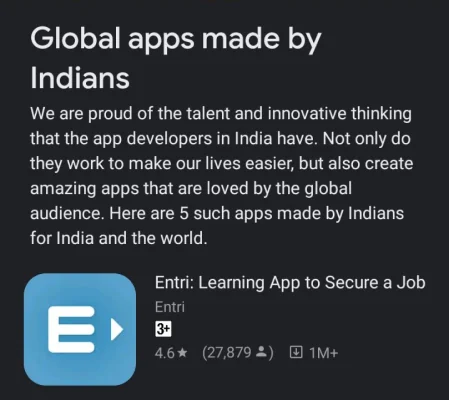 Global apps made by
Indians
We are proud of the talent and innovative thinking
that the app developers in India have. Not only do
they work to make our lives easier, but also create
amazing apps that are loved by the global
audience. Here are 5 such apps made by Indians
for India and the world.
Entri: Learning App to Secure a Job
Entri
3+
4.6★ (27,879) 1M+
E